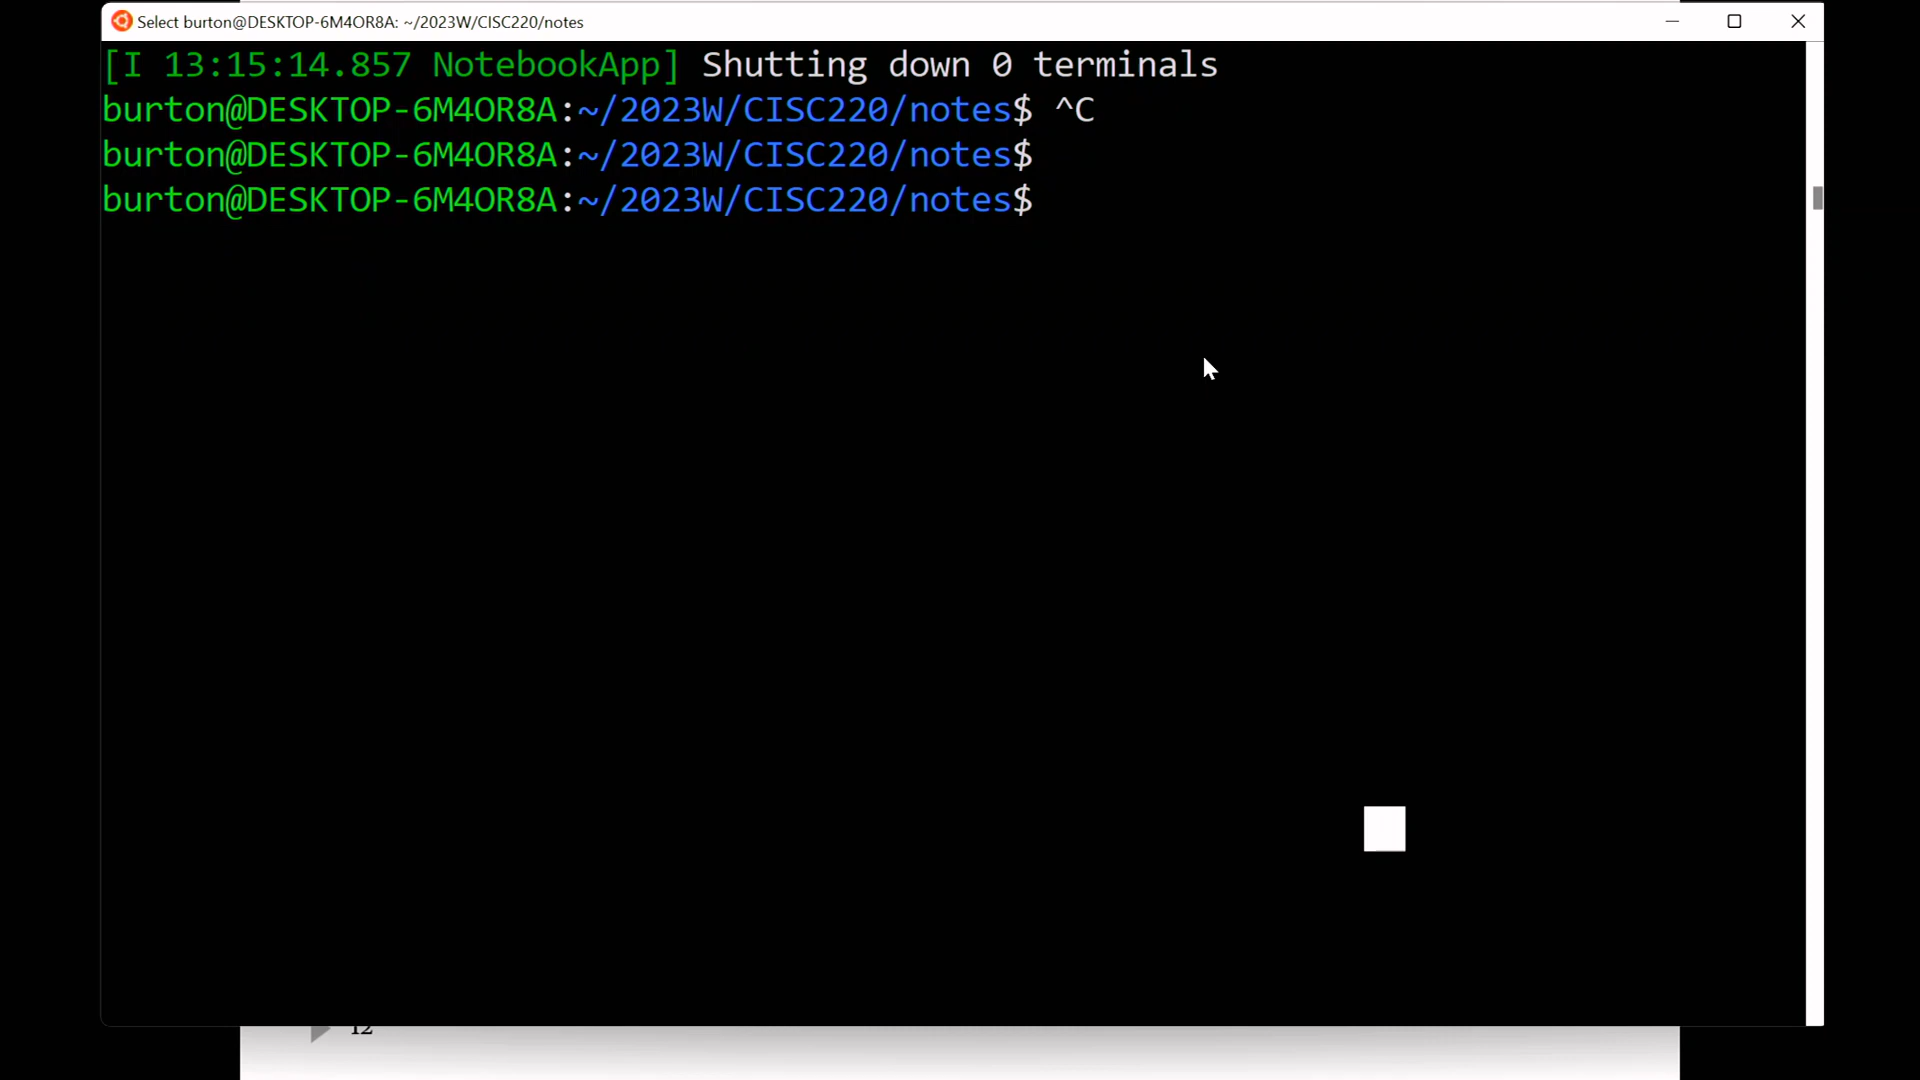 Select burton@DESKTOP-6M4OR8A: ~/2023W/CISC220/notes
[I 13:15:14.857 NotebookApp] Shutting down 0 terminals
burton@DESKTOP-6M4OR8A:~/2023W/CISC220/notes$ ^C
burton@DESKTOP-6M4OR8A:~/2023W/CISC220/notes$
burton@DESKTOP-6M4OR8A:~/2023W/CISC220/notes$
12